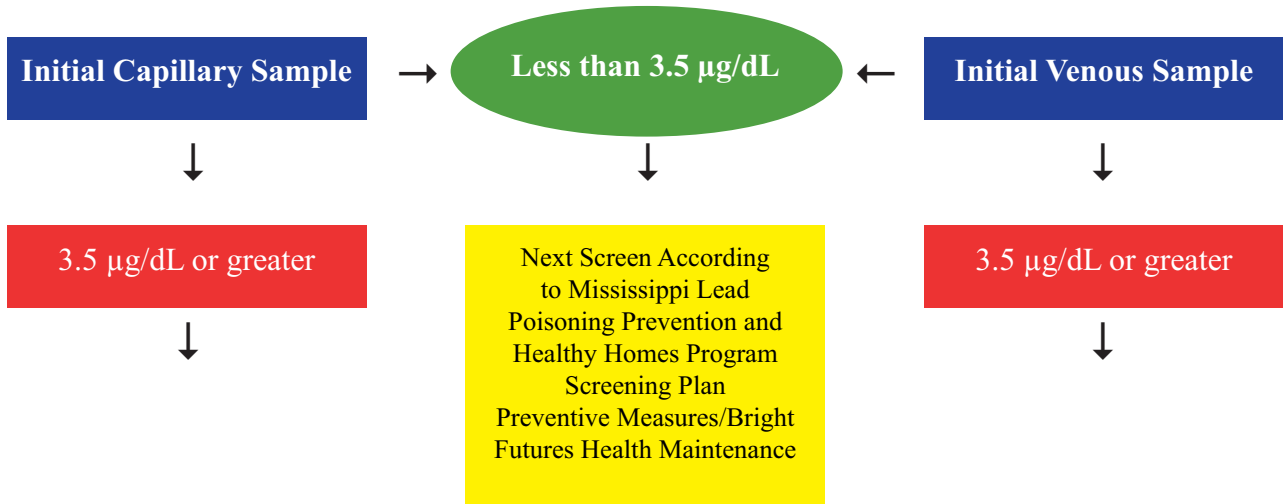 Initial Capillary Sample
Less than 3.5 µg/dL
Initial Venous Sample
3.5 µg/dL or greater
Next Screen According
to Mississippi Lead
Poisoning Prevention and
Healthy Homes Program
Screening Plan
Preventive Measures/Bright
Futures Health Maintenance
3.5 µg/dL or greater